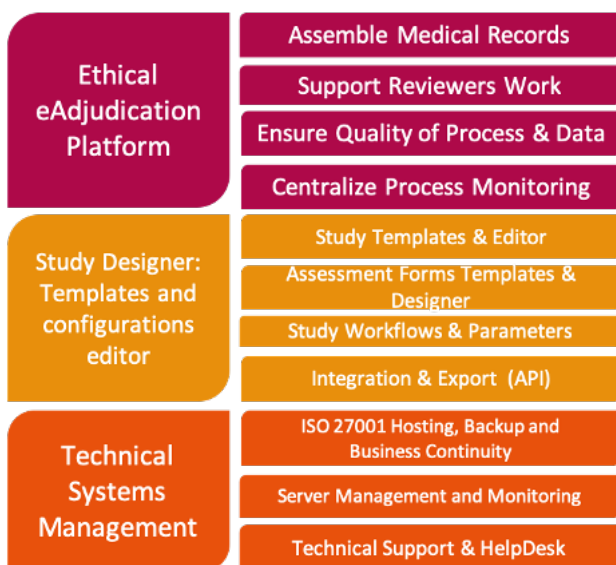 Ethical
eAdjudication
Platform
Assemble Medical Records
Support Reviewers Work
Ensure Quality of Process & Data
Centralize Process Monitoring
Study Designer:
Templates and
configurations
editor
Study Templates & Editor
Assessment Forms Templates &
Designer
Study Workflows & Parameters
Integration & Export (API)
Technical
Systems
Management
ISO 27001 Hosting, Backup and
Business Continuity
Server Management and Monitoring
Technical Support & HelpDesk